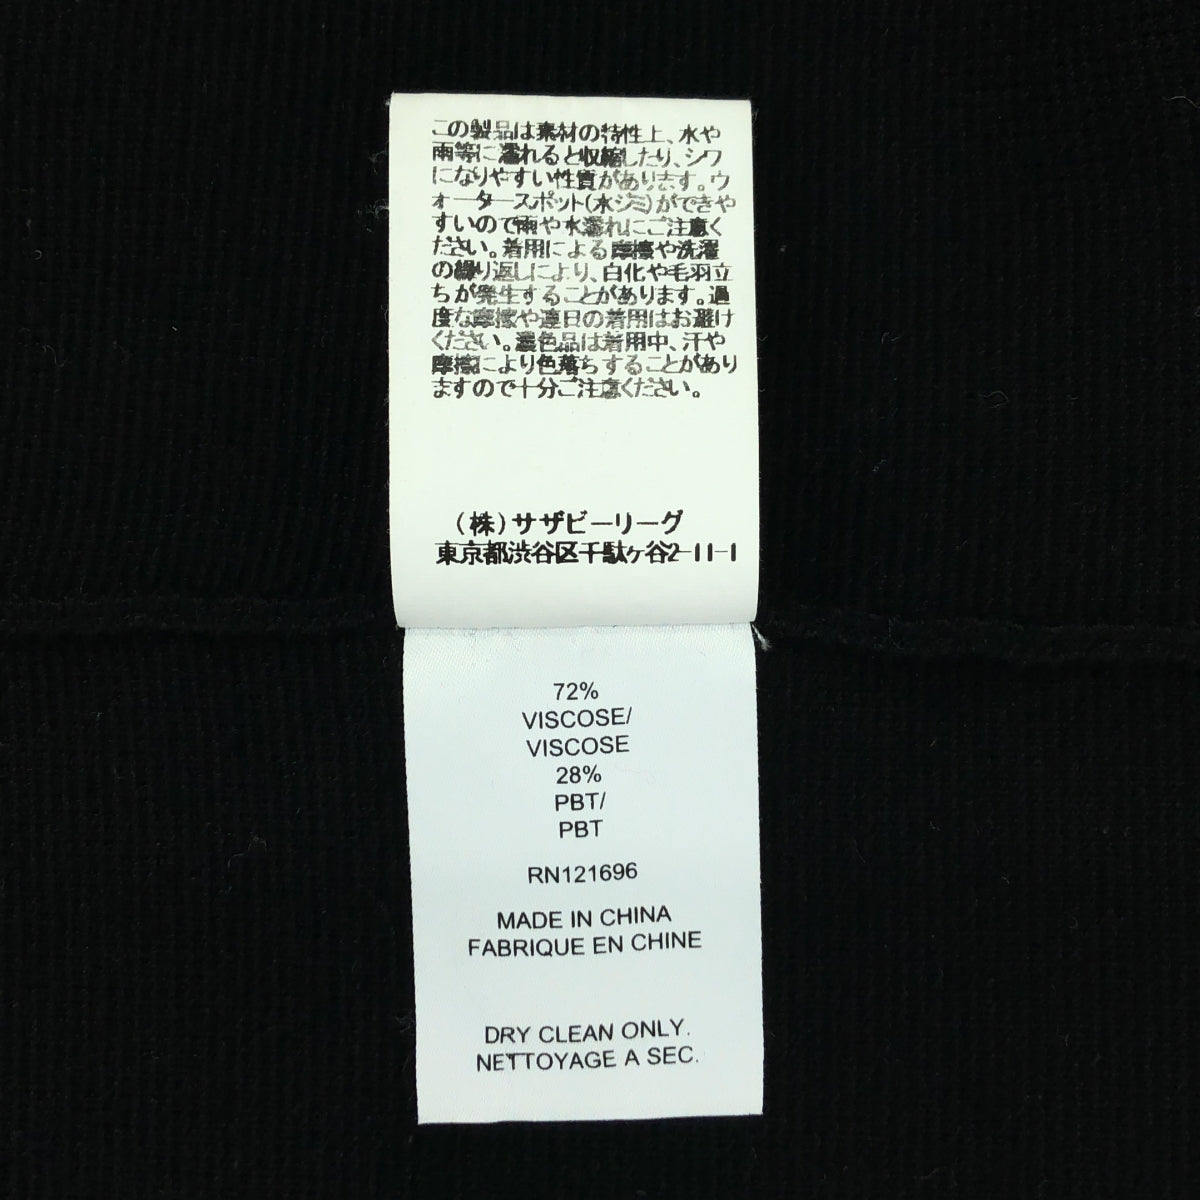 この製品は素材の特性上、水や
雨等に濡れると収縮したり、シワ
になりやすい性質があります。ウ
ォータースポット(水ジミ)ができや
すいので雨や水濡れにご注意く
ださい。着用による摩擦や洗濯
の繰り返しにより、白化や毛羽立
ちが発生することがあります。過
度な摩擦や連日の着用はお避け
ください。濃色品は着用中、汗や
摩擦により色落ちすることがあり
ますので十分ご注意ください。
(株)サザビーリーグ
東京都渋谷区千駄ヶ谷2-11-1
72%
VISCOSE/
VISCOSE
28%
PBT/
PBT
RN121696
MADE IN CHINA
FABRIQUE EN CHINE
DRY CLEAN ONLY.
NETTOYAGE A SEC.